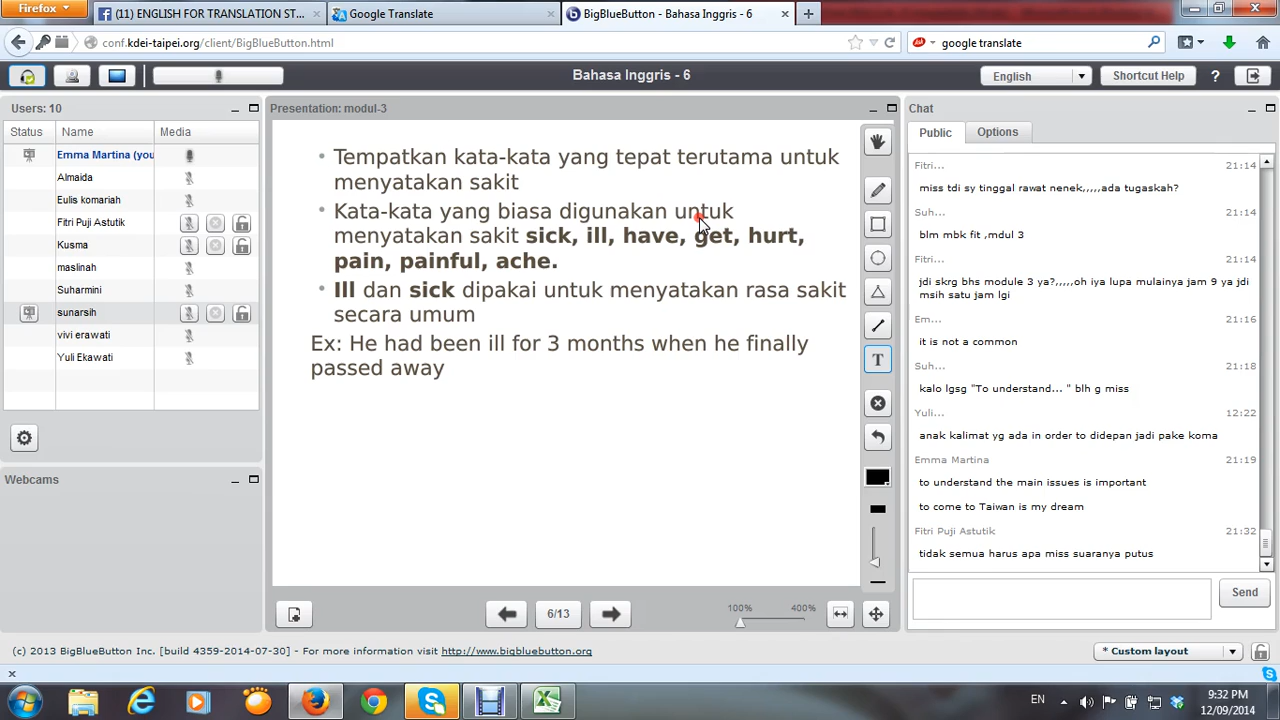 Firefox
(11) ENGLISH FOR TRANSLATION ST...
Google Translate
BigBlueButton - Bahasa Inggris - 6
conf.kdei-taipei.org/client/BigBlueButton.html
google translate
Bahasa Inggris - 6
English
Shortcut Help
?
Users: 10
Status Name Media
Emma Martina (you
Almaida
Eulis komariah
Fitri Puji Astutik
Kusma
maslinah
Suharmini
sunarsih
vivi erawati
Yuli Ekawati
Webcams
Presentation: modul-3
• Tempatkan kata-kata yang tepat terutama untuk
menyatakan sakit
• Kata-kata yang biasa digunakan untuk
menyatakan sakit sick, ill, have, get, hurt,
pain, painful, ache.
• Ill dan sick dipakai untuk menyatakan rasa sakit
secara umum
Ex: He had been ill for 3 months when he finally
passed away
T
6/13
100% 400%
Chat
Public Options
Fitri... 21:14
miss tdi sy tinggal rawat nenek,,,,,ada tugaskah?
Suh... 21:14
blm mbk fit ,mdul 3
Fitri... 21:14
jdi skrg bhs module 3 ya?,,,,,oh iya lupa mulainya jam 9 ya jdi
msih satu jam lgi
Em... 21:16
it is not a common
Suh... 21:18
kalo lgsg "To understand... " blh g miss
Yuli... 12:22
anak kalimat yg ada in order to didepan jadi pake koma
Emma Martina 21:19
to understand the main issues is important
to come to Taiwan is my dream
Fitri Puji Astutik 21:32
tidak semua harus apa miss suaranya putus
Send
(c) 2013 BigBlueButton Inc. [build 4359-2014-07-30] - For more information visit http://www.bigbluebutton.org
* Custom layout
EN
9:32 PM
12/09/2014